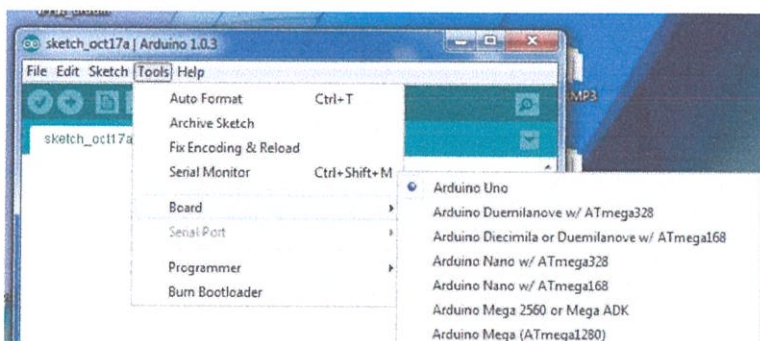 sketch_oct17a | Arduino 1.0.3
File Edit Sketch Tools Help
MP3
sketch_oct17a
Auto Format Ctrl+T
Archive Sketch
Fix Encoding & Reload
Serial Monitor Ctrl+Shift+M
Board
Serial Port
Programmer
Burn Bootloader
Arduino Uno
Arduino Duemilanove w/ ATmega328
Arduino Diecimila or Duemilanove w/ ATmega168
Arduino Nano w/ ATmega328
Arduino Nano w/ ATmega168
Arduino Mega 2560 or Mega ADK
Arduino Mega (ATmega1280)